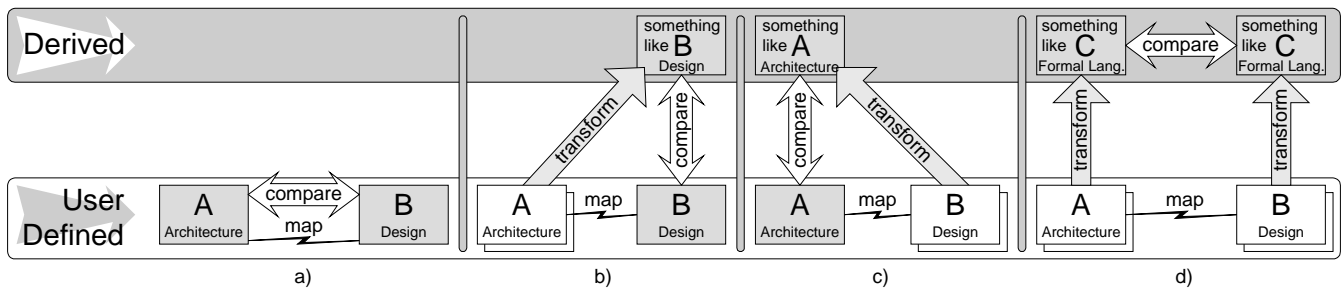 Derived
something
like B
Design
something
like A
Architecture
something
like C
Formal Lang.
compare
something
like C
Formal Lang.
transform
compare
compare
transform
transform
transform
User
Defined
A
Architecture
compare
map
B
Design
A
Architecture
map
B
Design
A
Architecture
map
B
Design
A
Architecture
map
B
Design
a)
b)
c)
d)